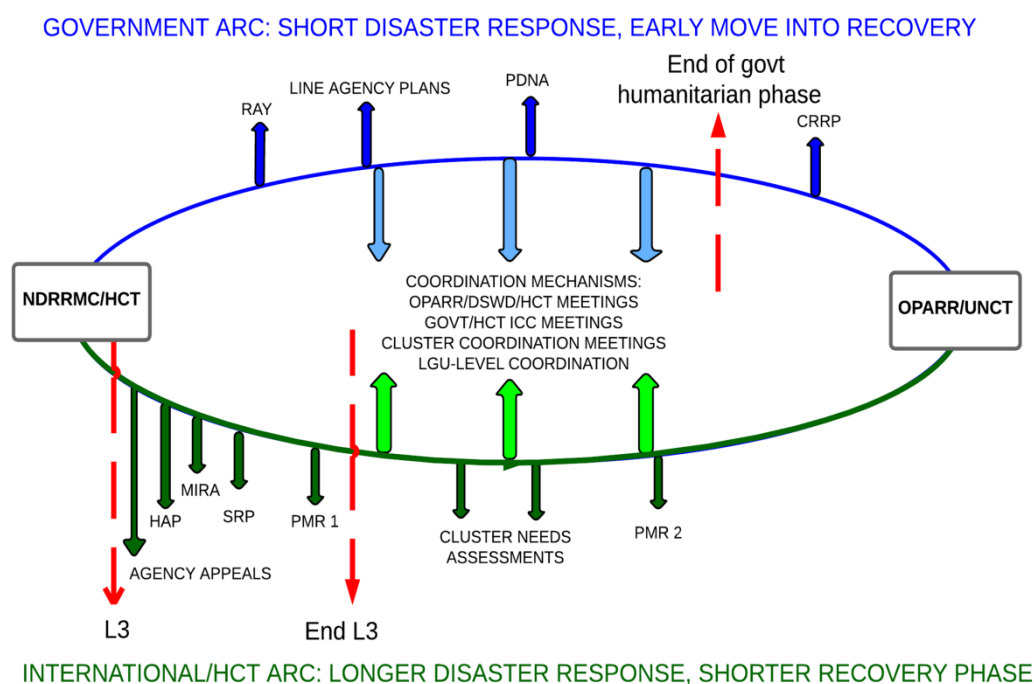 GOVERNMENT ARC: SHORT DISASTER RESPONSE, EARLY MOVE INTO RECOVERY
End of govt
humanitarian phase
PDNA
LINE AGENCY PLANS
RAY
CRRP
NDRRMC/HCT
OPARR/UNCT
COORDINATION MECHANISMS:
OPARR/DSWD/HCT MEETINGS
GOVT/HCT ICC MEETINGS
CLUSTER COORDINATION MEETINGS
LGU-LEVEL COORDINATION
MIRA
HAP
SRP
PMR 1
AGENCY APPEALS
CLUSTER NEEDS
ASSESSMENTS
PMR 2
L3
End L3
INTERNATIONAL/HCT ARC: LONGER DISASTER RESPONSE, SHORTER RECOVERY PHASE